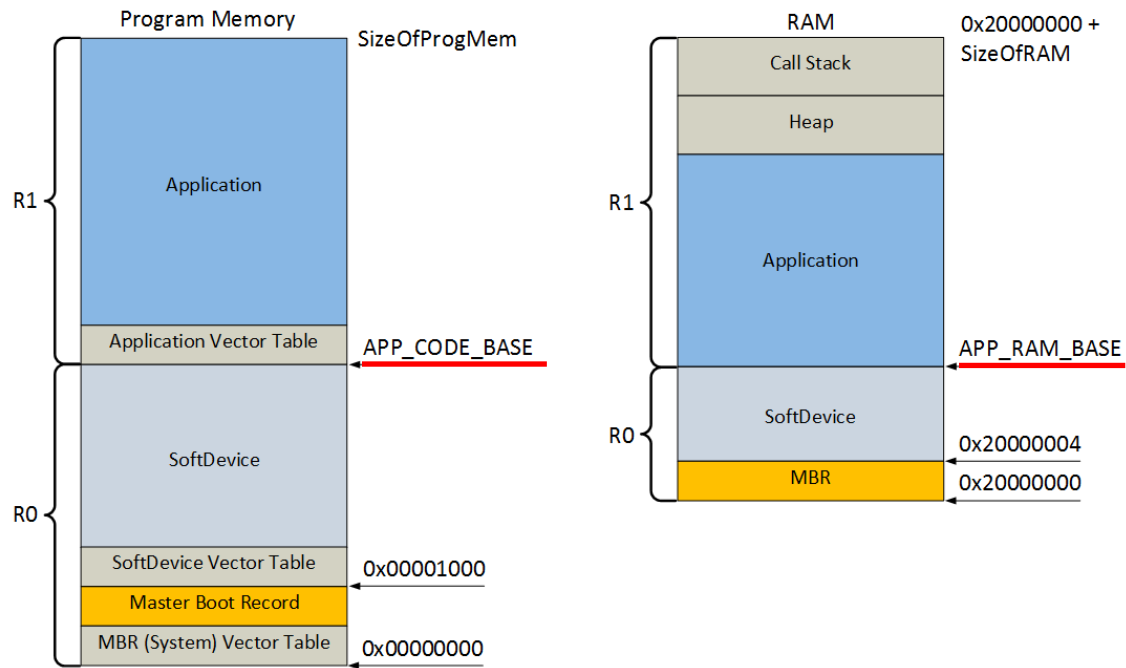 Program Memory
SizeOfProgMem
Application
R1
Application Vector Table
APP_CODE_BASE
SoftDevice
R0
SoftDevice Vector Table
0x00001000
Master Boot Record
MBR (System) Vector Table
0x00000000
RAM
0x20000000 +
SizeOfRAM
Call Stack
Heap
R1
Application
APP_RAM_BASE
SoftDevice
R0
0x20000004
MBR
0x20000000